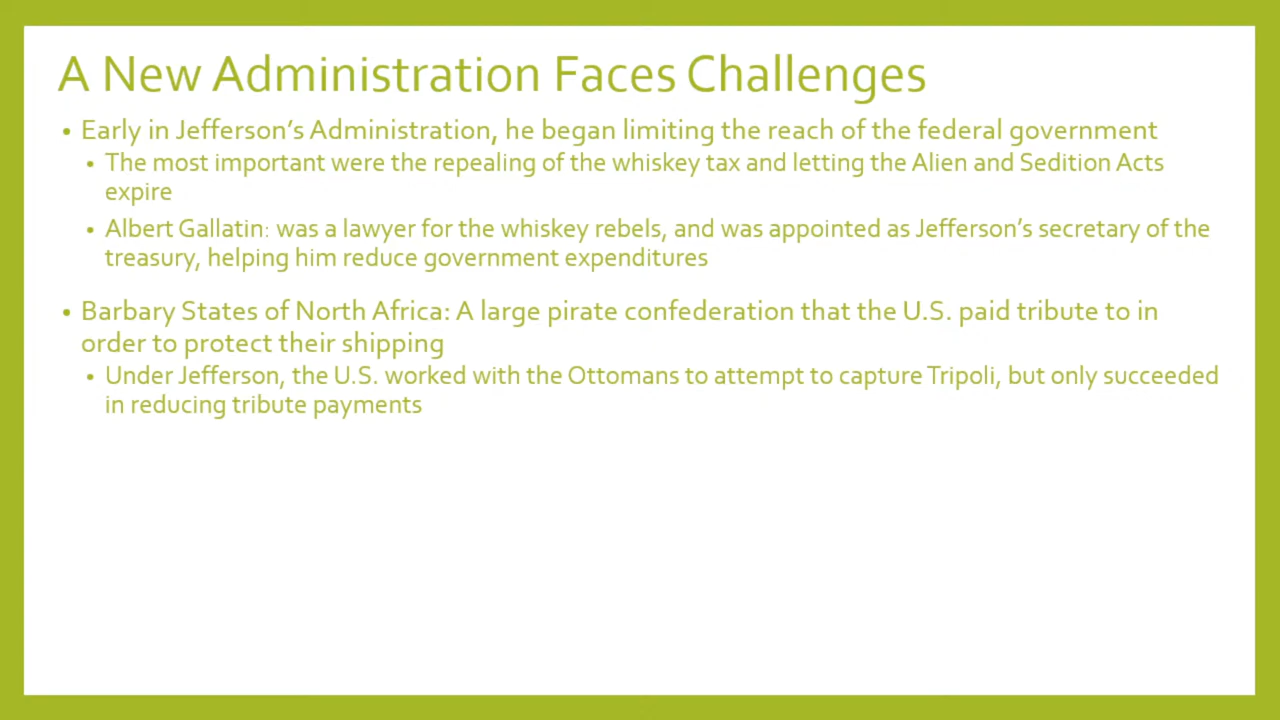 A New Administration Faces Challenges
• Early in Jefferson’s Administration, he began limiting the reach of the federal government
• The most important were the repealing of the whiskey tax and letting the Alien and Sedition Acts
expire
• Albert Gallatin: was a lawyer for the whiskey rebels, and was appointed as Jefferson’s secretary of the
treasury, helping him reduce government expenditures
• Barbary States of North Africa: A large pirate confederation that the U.S. paid tribute to in
order to protect their shipping
• Under Jefferson, the U.S. worked with the Ottomans to attempt to capture Tripoli, but only succeeded
in reducing tribute payments